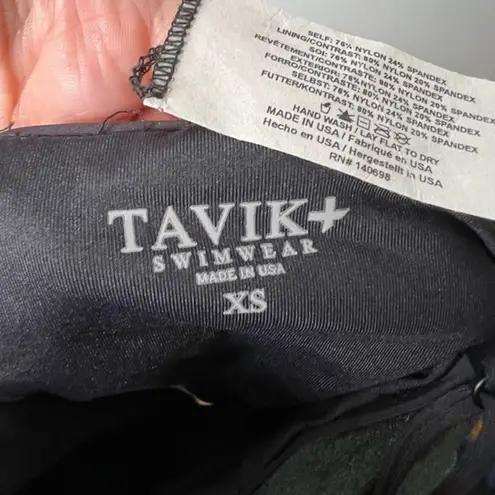 SELF: 76% NYLON 24% SPANDEX
LINING/CONTRAST: 80% NYLON 20% SPANDEX
SOI: 76% NYLON 24% SPANDEX
REVÊTEMENT/CONTRASTE: 80% NYLON 20% SPANDEX
EXTERIOR: 76% NYLON 24% SPANDEX
FORRO/CONTRASTE: 80% NYLON 20% SPANDEX
SELBST: 76% NYLON 24% SPANDEX
FUTTER/KONTRAST: 80% NYLON 20% SPANDEX
HAND WASH / LAY FLAT TO DRY
MADE IN USA / Fabriqué en USA
Hecho en USA / Hergestellt in USA
RN# 140698
TAVIK+
SWIMWEAR
MADE IN USA
XS